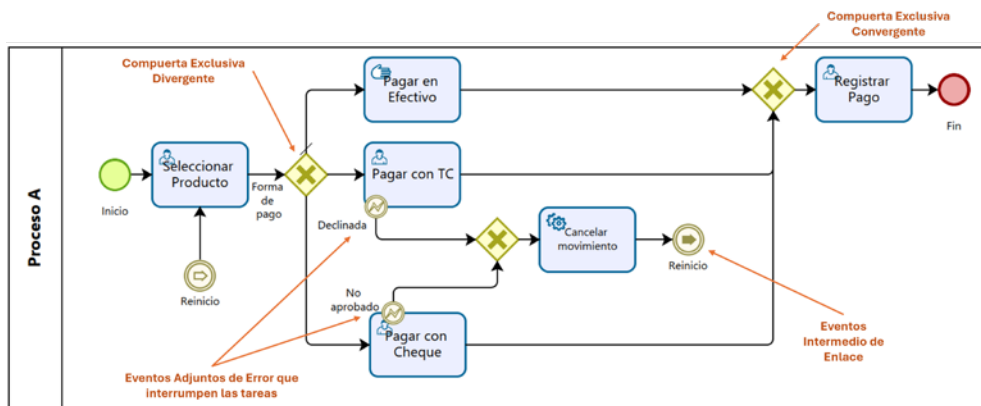 Compuerta Exclusiva
Divergente
Compuerta Exclusiva
Convergente
Proceso A
Inicio
Seleccionar
Producto
Reinicio
Forma
de
pago
Pagar en
Efectivo
Pagar con TC
Declinada
No
aprobado
Pagar con
Cheque
Cancelar
movimiento
Reinicio
Registrar
Pago
Fin
Eventos Adjuntos de Error que
interrumpen las tareas
Eventos
Intermedio de
Enlace